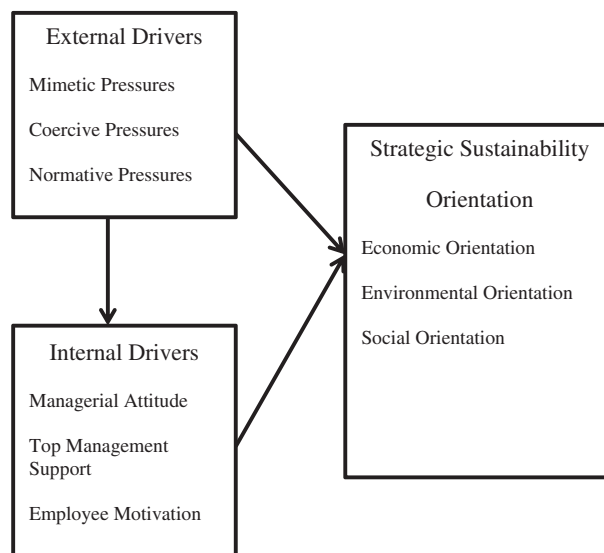 External Drivers
Mimetic Pressures
Coercive Pressures
Normative Pressures
Strategic Sustainability
Orientation
Economic Orientation
Environmental Orientation
Social Orientation
Internal Drivers
Managerial Attitude
Top Management
Support
Employee Motivation